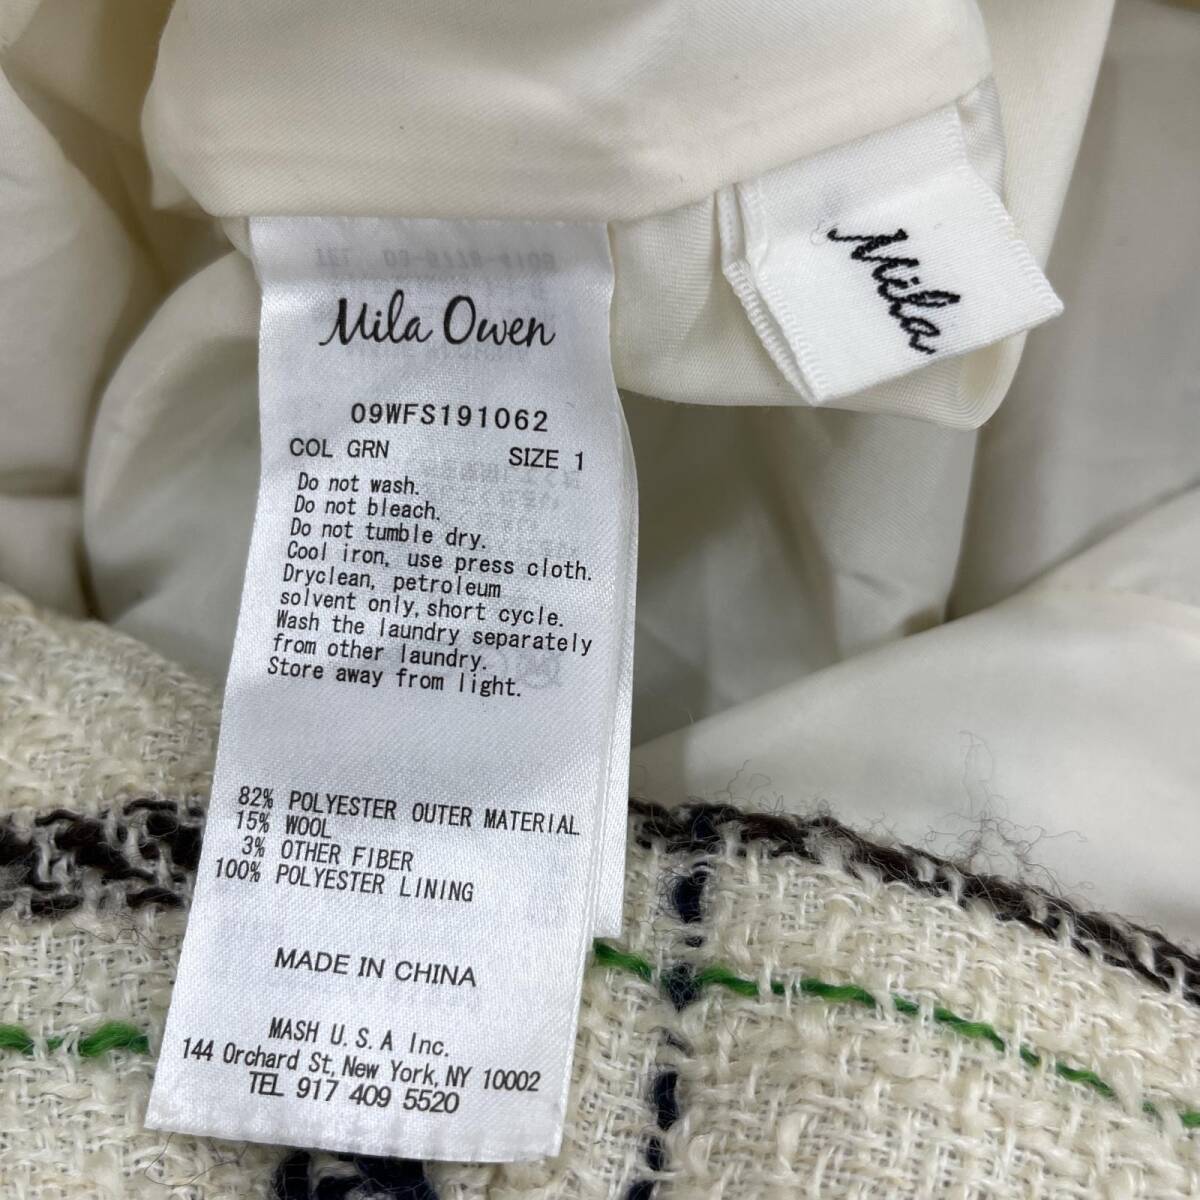 Mila Owen
09WFS191062
COL GRN SIZE 1
Do not wash.
Do not bleach.
Do not tumble dry.
Cool iron, use press cloth.
Dryclean, petroleum
solvent only, short cycle.
Wash the laundry separately
from other laundry.
Store away from light.
82% POLYESTER OUTER MATERIAL
15% WOOL
3% OTHER FIBER
100% POLYESTER LINING
MADE IN CHINA
MASH U.S.A Inc.
144 Orchard St, New York, NY 10002
TEL 917 409 5520
Mila